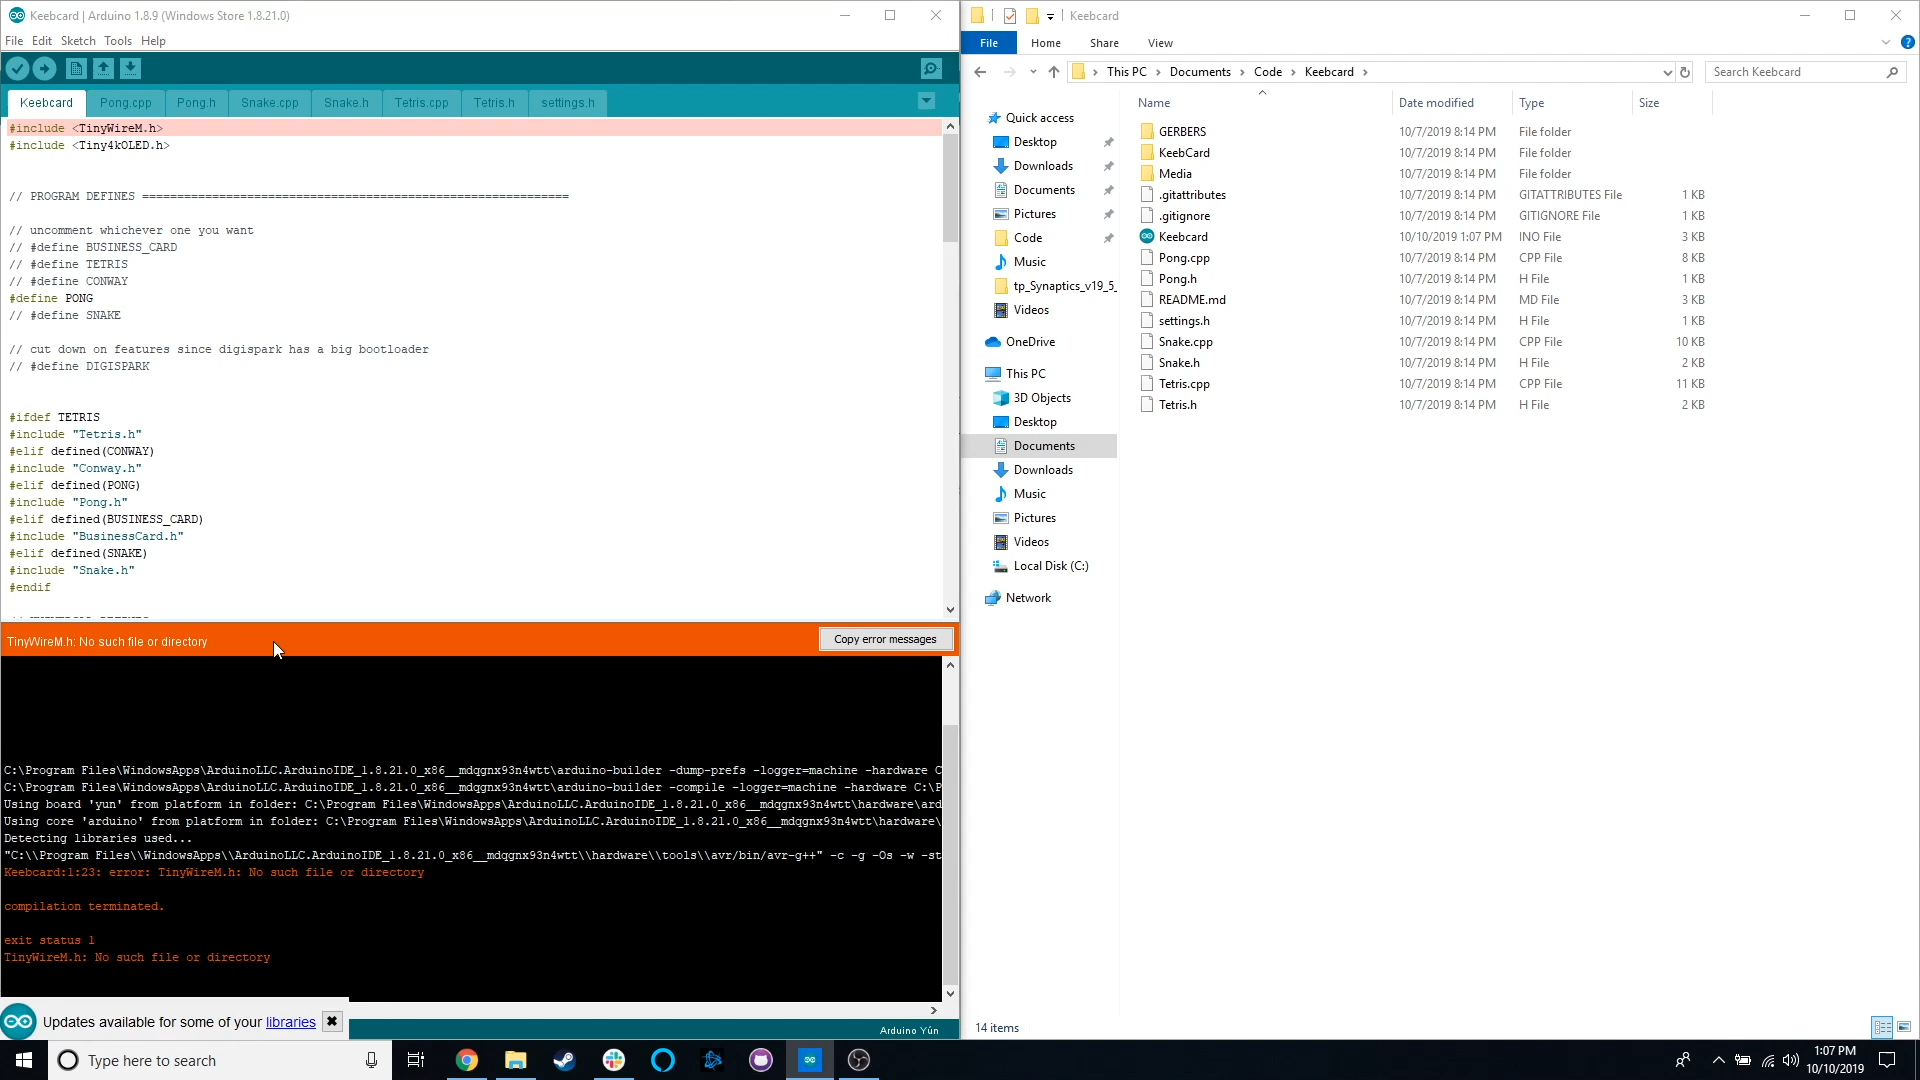 Keebcard | Arduino 1.8.9 (Windows Store 1.8.21.0)
File Edit Sketch Tools Help
Keebcard Pong.cpp Pong.h Snake.cpp Snake.h Tetris.cpp Tetris.h settings.h
#include <TinyWireM.h>
#include <Tiny4kOLED.h>
// PROGRAM DEFINES =============================================================
// uncomment whichever one you want
// #define BUSINESS_CARD
// #define TETRIS
// #define CONWAY
#define PONG
// #define SNAKE
// cut down on features since digispark has a big bootloader
// #define DIGISPARK
#ifdef TETRIS
#include "Tetris.h"
#elif defined(CONWAY)
#include "Conway.h"
#elif defined(PONG)
#include "Pong.h"
#elif defined(BUSINESS_CARD)
#include "BusinessCard.h"
#elif defined(SNAKE)
#include "Snake.h"
#endif
TinyWireM.h: No such file or directory
Copy error messages
C:\Program Files\WindowsApps\ArduinoLLC.ArduinoIDE_1.8.21.0_x86__mdqgnx93n4wtt\arduino-builder -dump-prefs -logger=machine -hardware C
C:\Program Files\WindowsApps\ArduinoLLC.ArduinoIDE_1.8.21.0_x86__mdqgnx93n4wtt\arduino-builder -compile -logger=machine -hardware C:\P
Using board 'yun' from platform in folder: C:\Program Files\WindowsApps\ArduinoLLC.ArduinoIDE_1.8.21.0_x86__mdqgnx93n4wtt\hardware\ard
Using core 'arduino' from platform in folder: C:\Program Files\WindowsApps\ArduinoLLC.ArduinoIDE_1.8.21.0_x86__mdqgnx93n4wtt\hardware\
Detecting libraries used...
"C:\\Program Files\\WindowsApps\\ArduinoLLC.ArduinoIDE_1.8.21.0_x86__mdqgnx93n4wtt\\hardware\\tools\\avr/bin/avr-g++" -c -g -Os -w -st
Keebcard:1:23: error: TinyWireM.h: No such file or directory
compilation terminated.
exit status 1
TinyWireM.h: No such file or directory
Updates available for some of your libraries
Arduino Yún
Keebcard
File Home Share View
This PC Documents Code Keebcard
Search Keebcard
Quick access
Desktop
Downloads
Documents
Pictures
Code
Music
tp_Synaptics_v19_5_
Videos
OneDrive
This PC
3D Objects
Desktop
Documents
Downloads
Music
Pictures
Videos
Local Disk (C:)
Network
Name Date modified Type Size
GERBERS 10/7/2019 8:14 PM File folder
KeebCard 10/7/2019 8:14 PM File folder
Media 10/7/2019 8:14 PM File folder
.gitattributes 10/7/2019 8:14 PM GITATTRIBUTES File 1 KB
.gitignore 10/7/2019 8:14 PM GITIGNORE File 1 KB
Keebcard 10/10/2019 1:07 PM INO File 3 KB
Pong.cpp 10/7/2019 8:14 PM CPP File 8 KB
Pong.h 10/7/2019 8:14 PM H File 1 KB
README.md 10/7/2019 8:14 PM MD File 3 KB
settings.h 10/7/2019 8:14 PM H File 1 KB
Snake.cpp 10/7/2019 8:14 PM CPP File 10 KB
Snake.h 10/7/2019 8:14 PM H File 2 KB
Tetris.cpp 10/7/2019 8:14 PM CPP File 11 KB
Tetris.h 10/7/2019 8:14 PM H File 2 KB
14 items
Type here to search
1:07 PM
10/10/2019